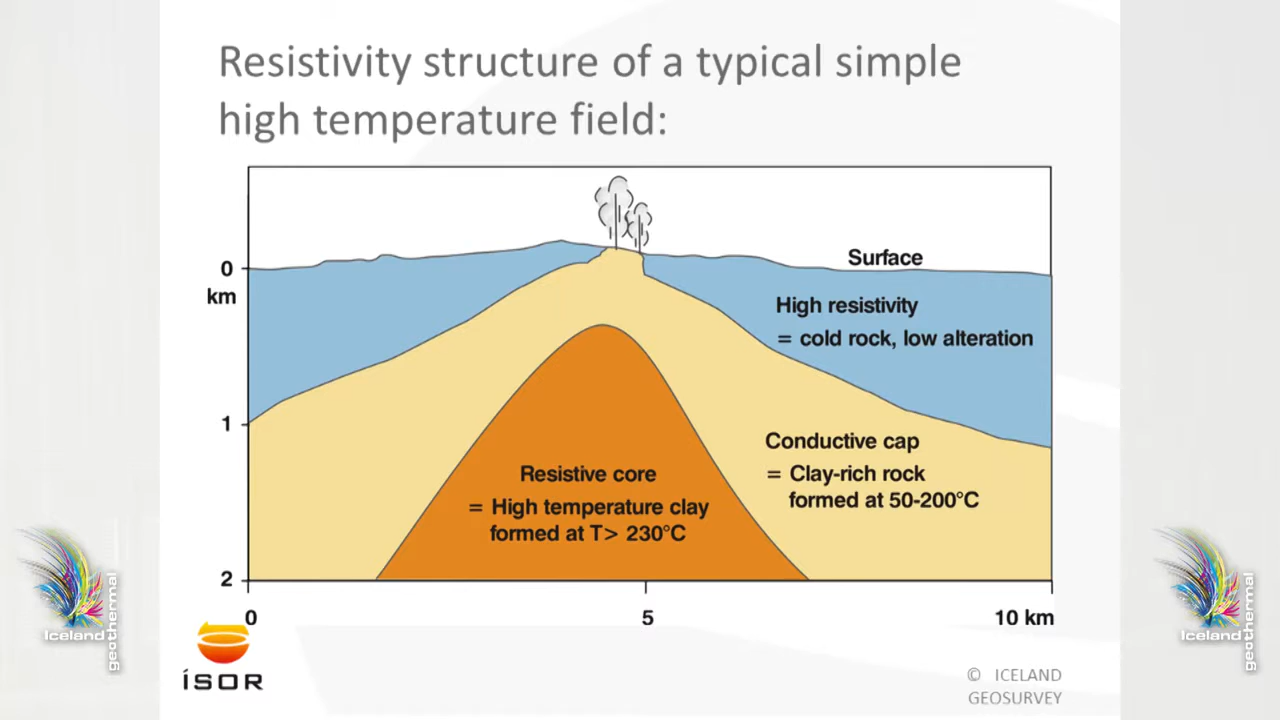 Resistivity structure of a typical simple
high temperature field:
Surface
0
km
High resistivity
= cold rock, low alteration
1
Conductive cap
= Clay-rich rock
formed at 50-200°C
Resistive core
= High temperature clay
formed at T> 230°C
2
0
5
10 km
Iceland
geothermal
Iceland
geothermal
ÍSOR
© ICELAND
GEOSURVEY